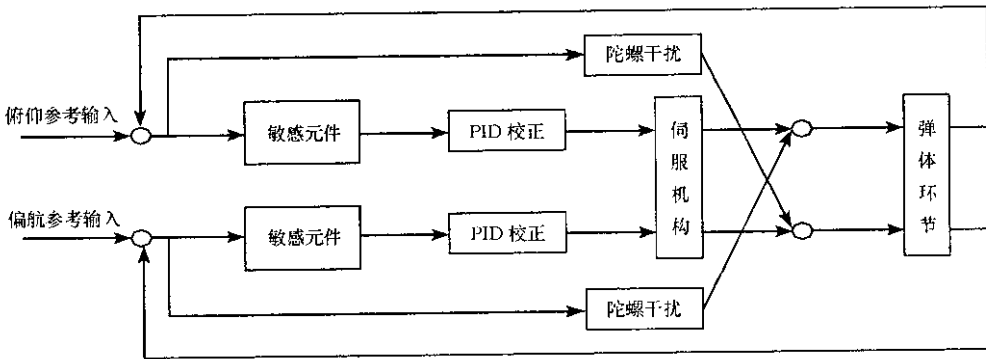 陀螺干扰
俯仰参考输入
敏感元件
PID 校正
伺服机构
弹体环节
偏航参考输入
敏感元件
PID 校正
陀螺干扰